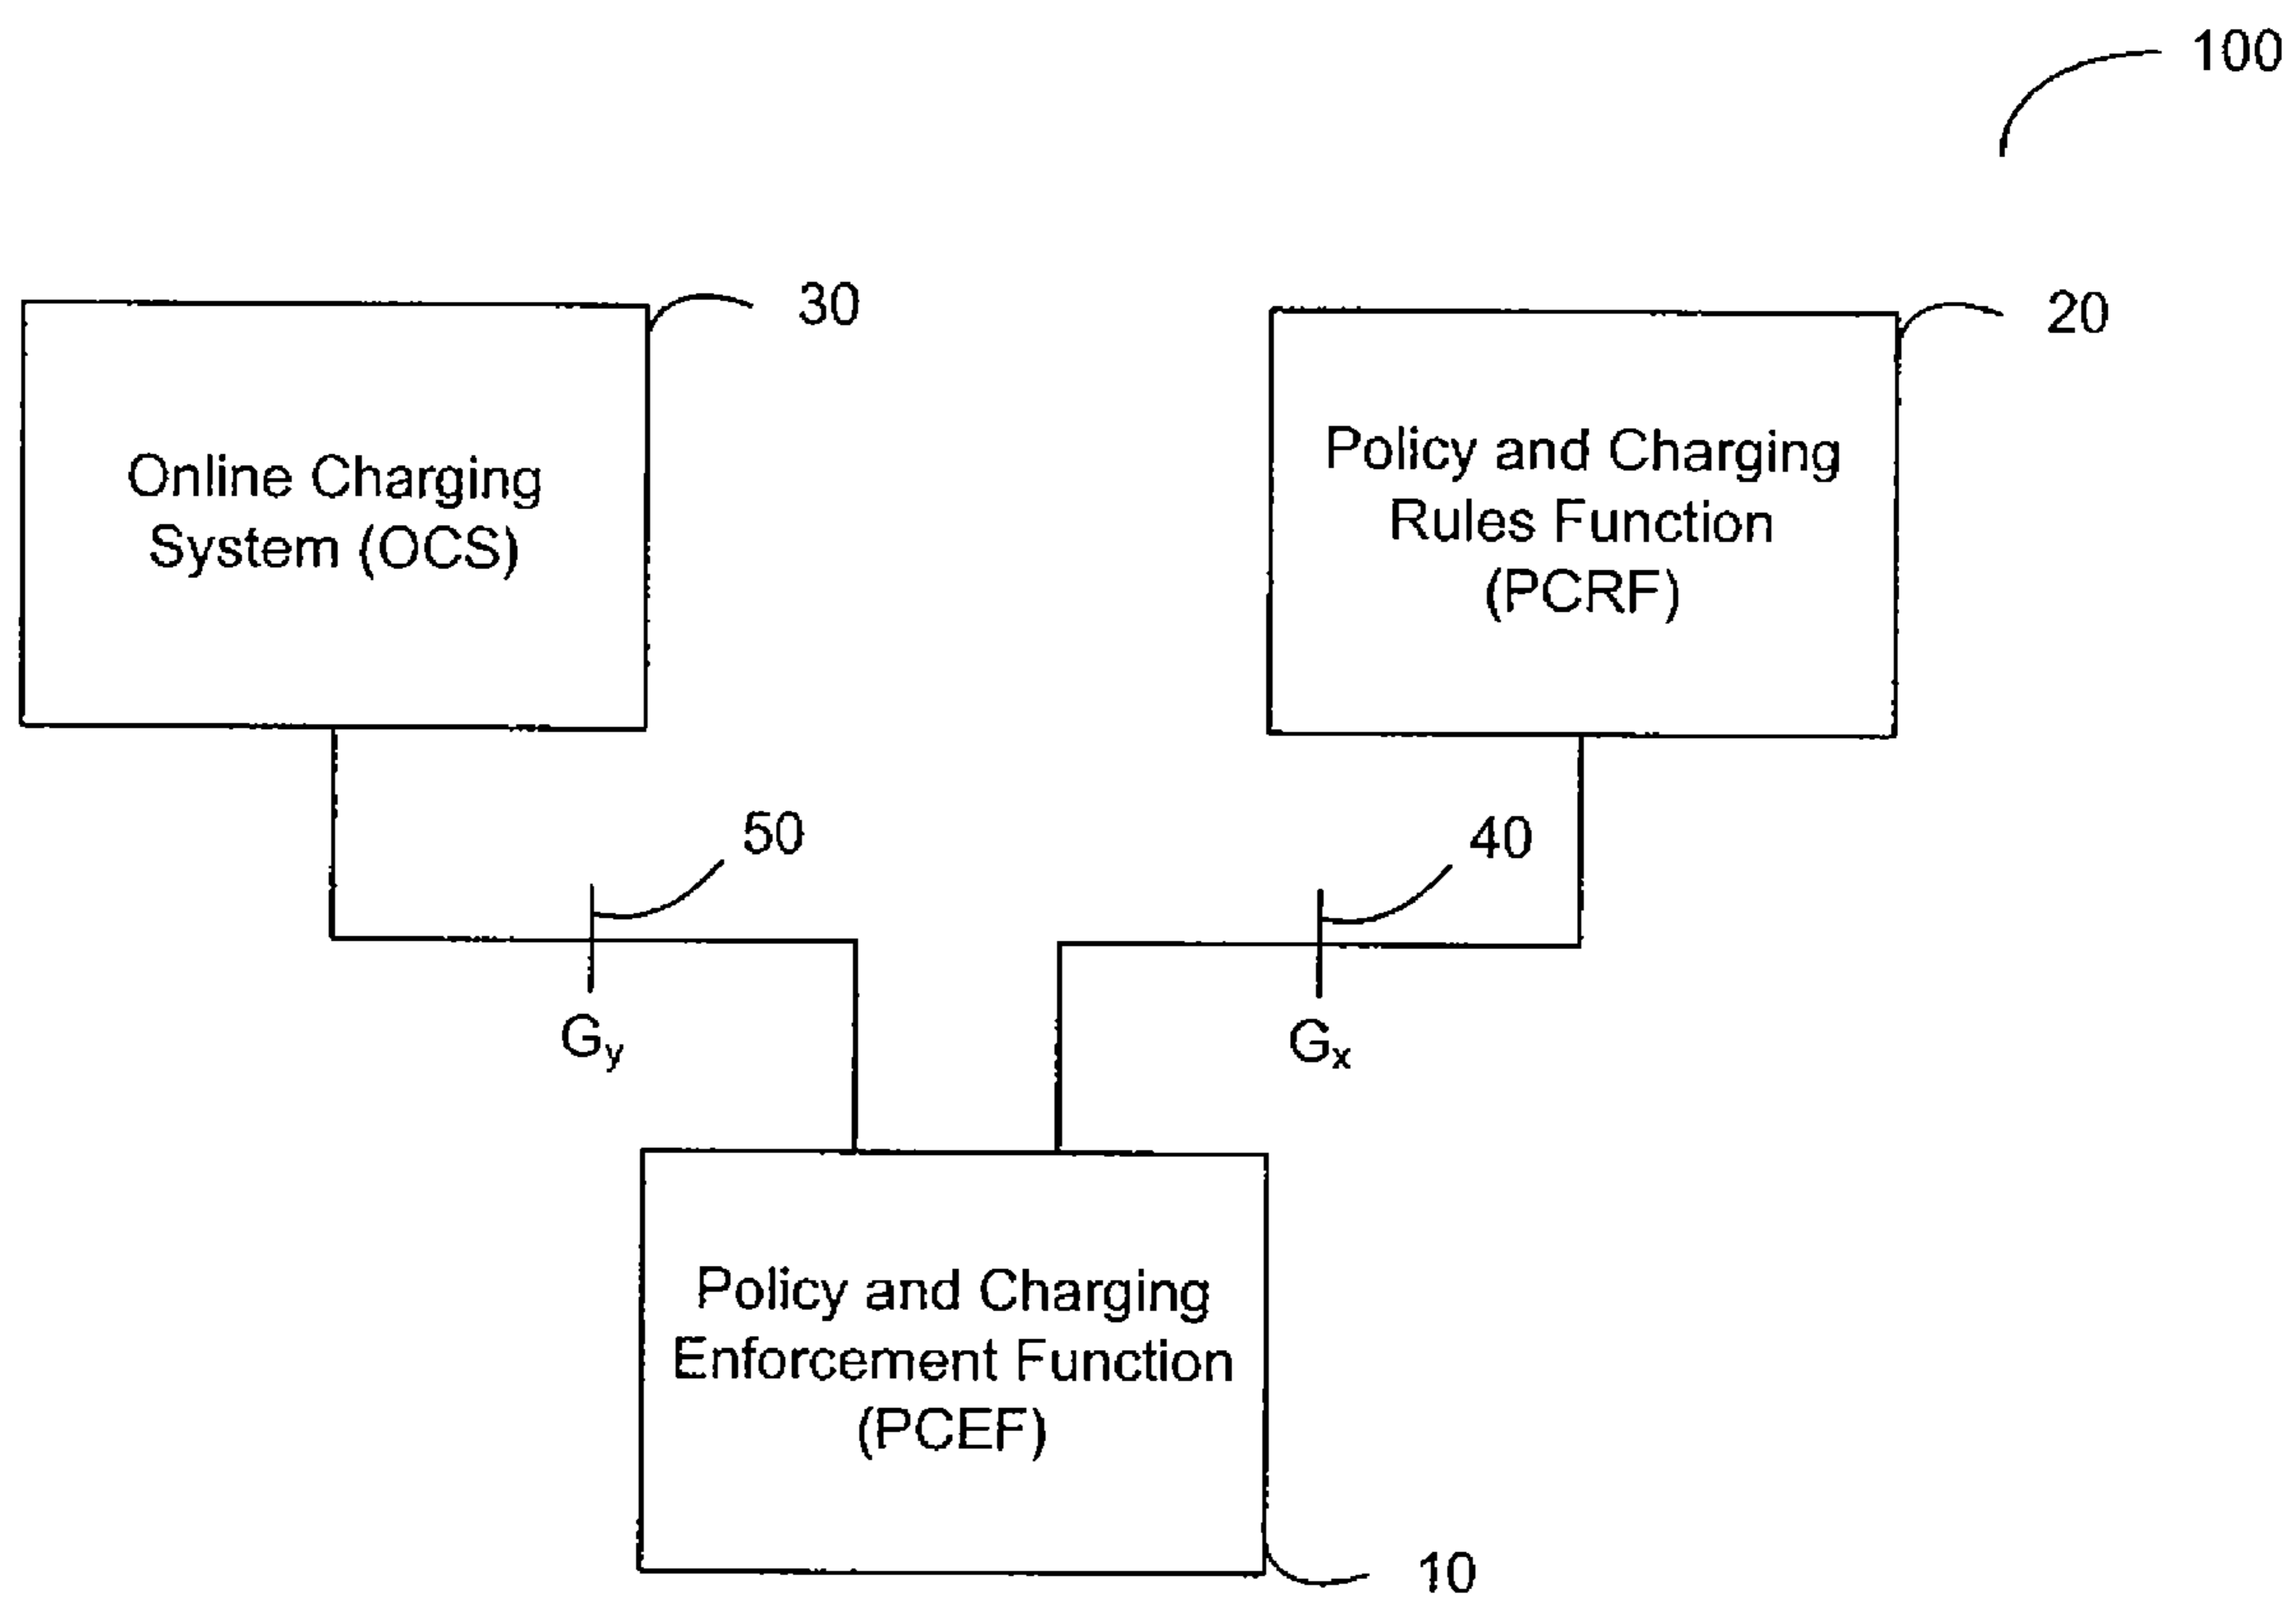 100
30
20
Online Charging
System (OCS)
Policy and Charging
Rules Function
(PCRF)
50
40
Gy
Gx
Policy and Charging
Enforcement Function
(PCEF)
10